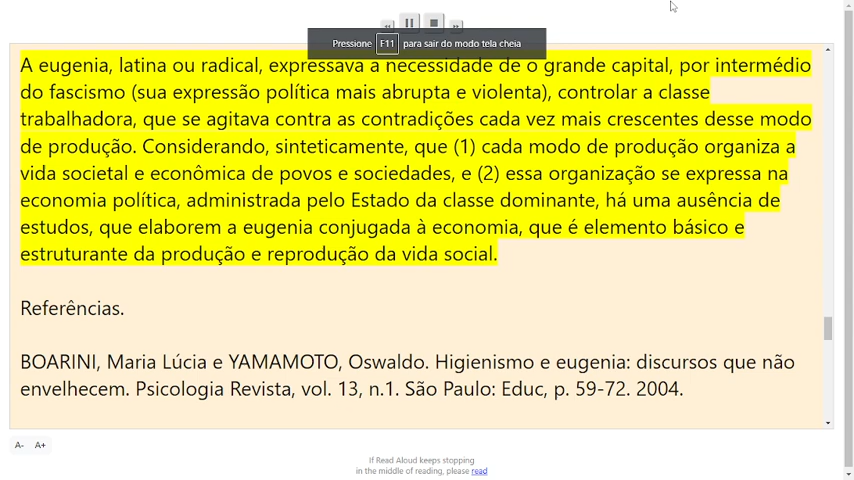 Pressione F11 para sair do modo tela cheia
A eugenia, latina ou radical, expressava a necessidade de o grande capital, por intermédio
do fascismo (sua expressão política mais abrupta e violenta), controlar a classe
trabalhadora, que se agitava contra as contradições cada vez mais crescentes desse modo
de produção. Considerando, sinteticamente, que (1) cada modo de produção organiza a
vida societal e econômica de povos e sociedades, e (2) essa organização se expressa na
economia política, administrada pelo Estado da classe dominante, há uma ausência de
estudos, que elaborem a eugenia conjugada à economia, que é elemento básico e
estruturante da produção e reprodução da vida social.
Referências.
BOARINI, Maria Lúcia e YAMAMOTO, Oswaldo. Higienismo e eugenia: discursos que não
envelhecem. Psicologia Revista, vol. 13, n.1. São Paulo: Educ, p. 59-72. 2004.
A- A+
If Read Aloud keeps stopping
in the middle of reading, please read